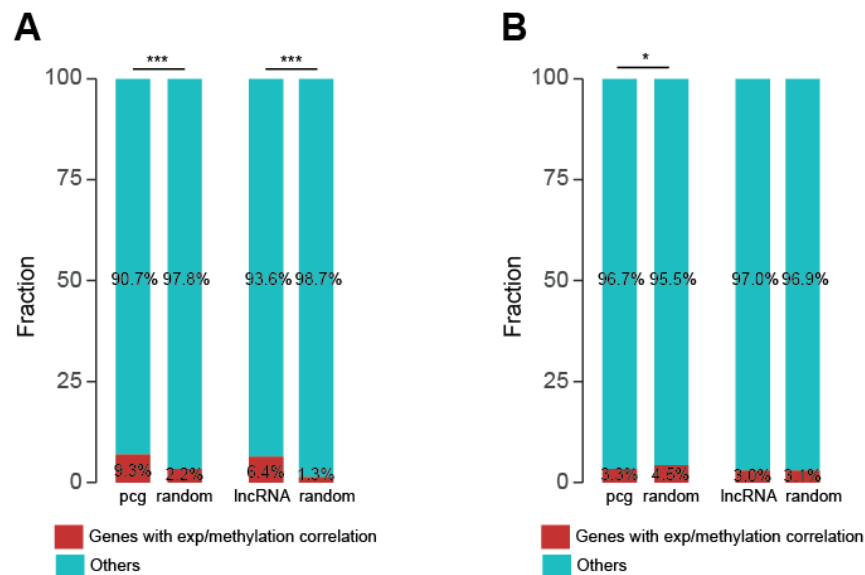 A
*** ***
100
75
50
25
0
Fraction
90.7% 97.8% 93.6% 98.7%
9.3% 2.2% 6.4% 1.3%
pcg random lncRNA random
Genes with exp/methylation correlation
Others
B
*
100
75
50
25
0
Fraction
96.7% 95.5% 97.0% 96.9%
3.3% 4.5% 3.0% 3.1%
pcg random lncRNA random
Genes with exp/methylation correlation
Others